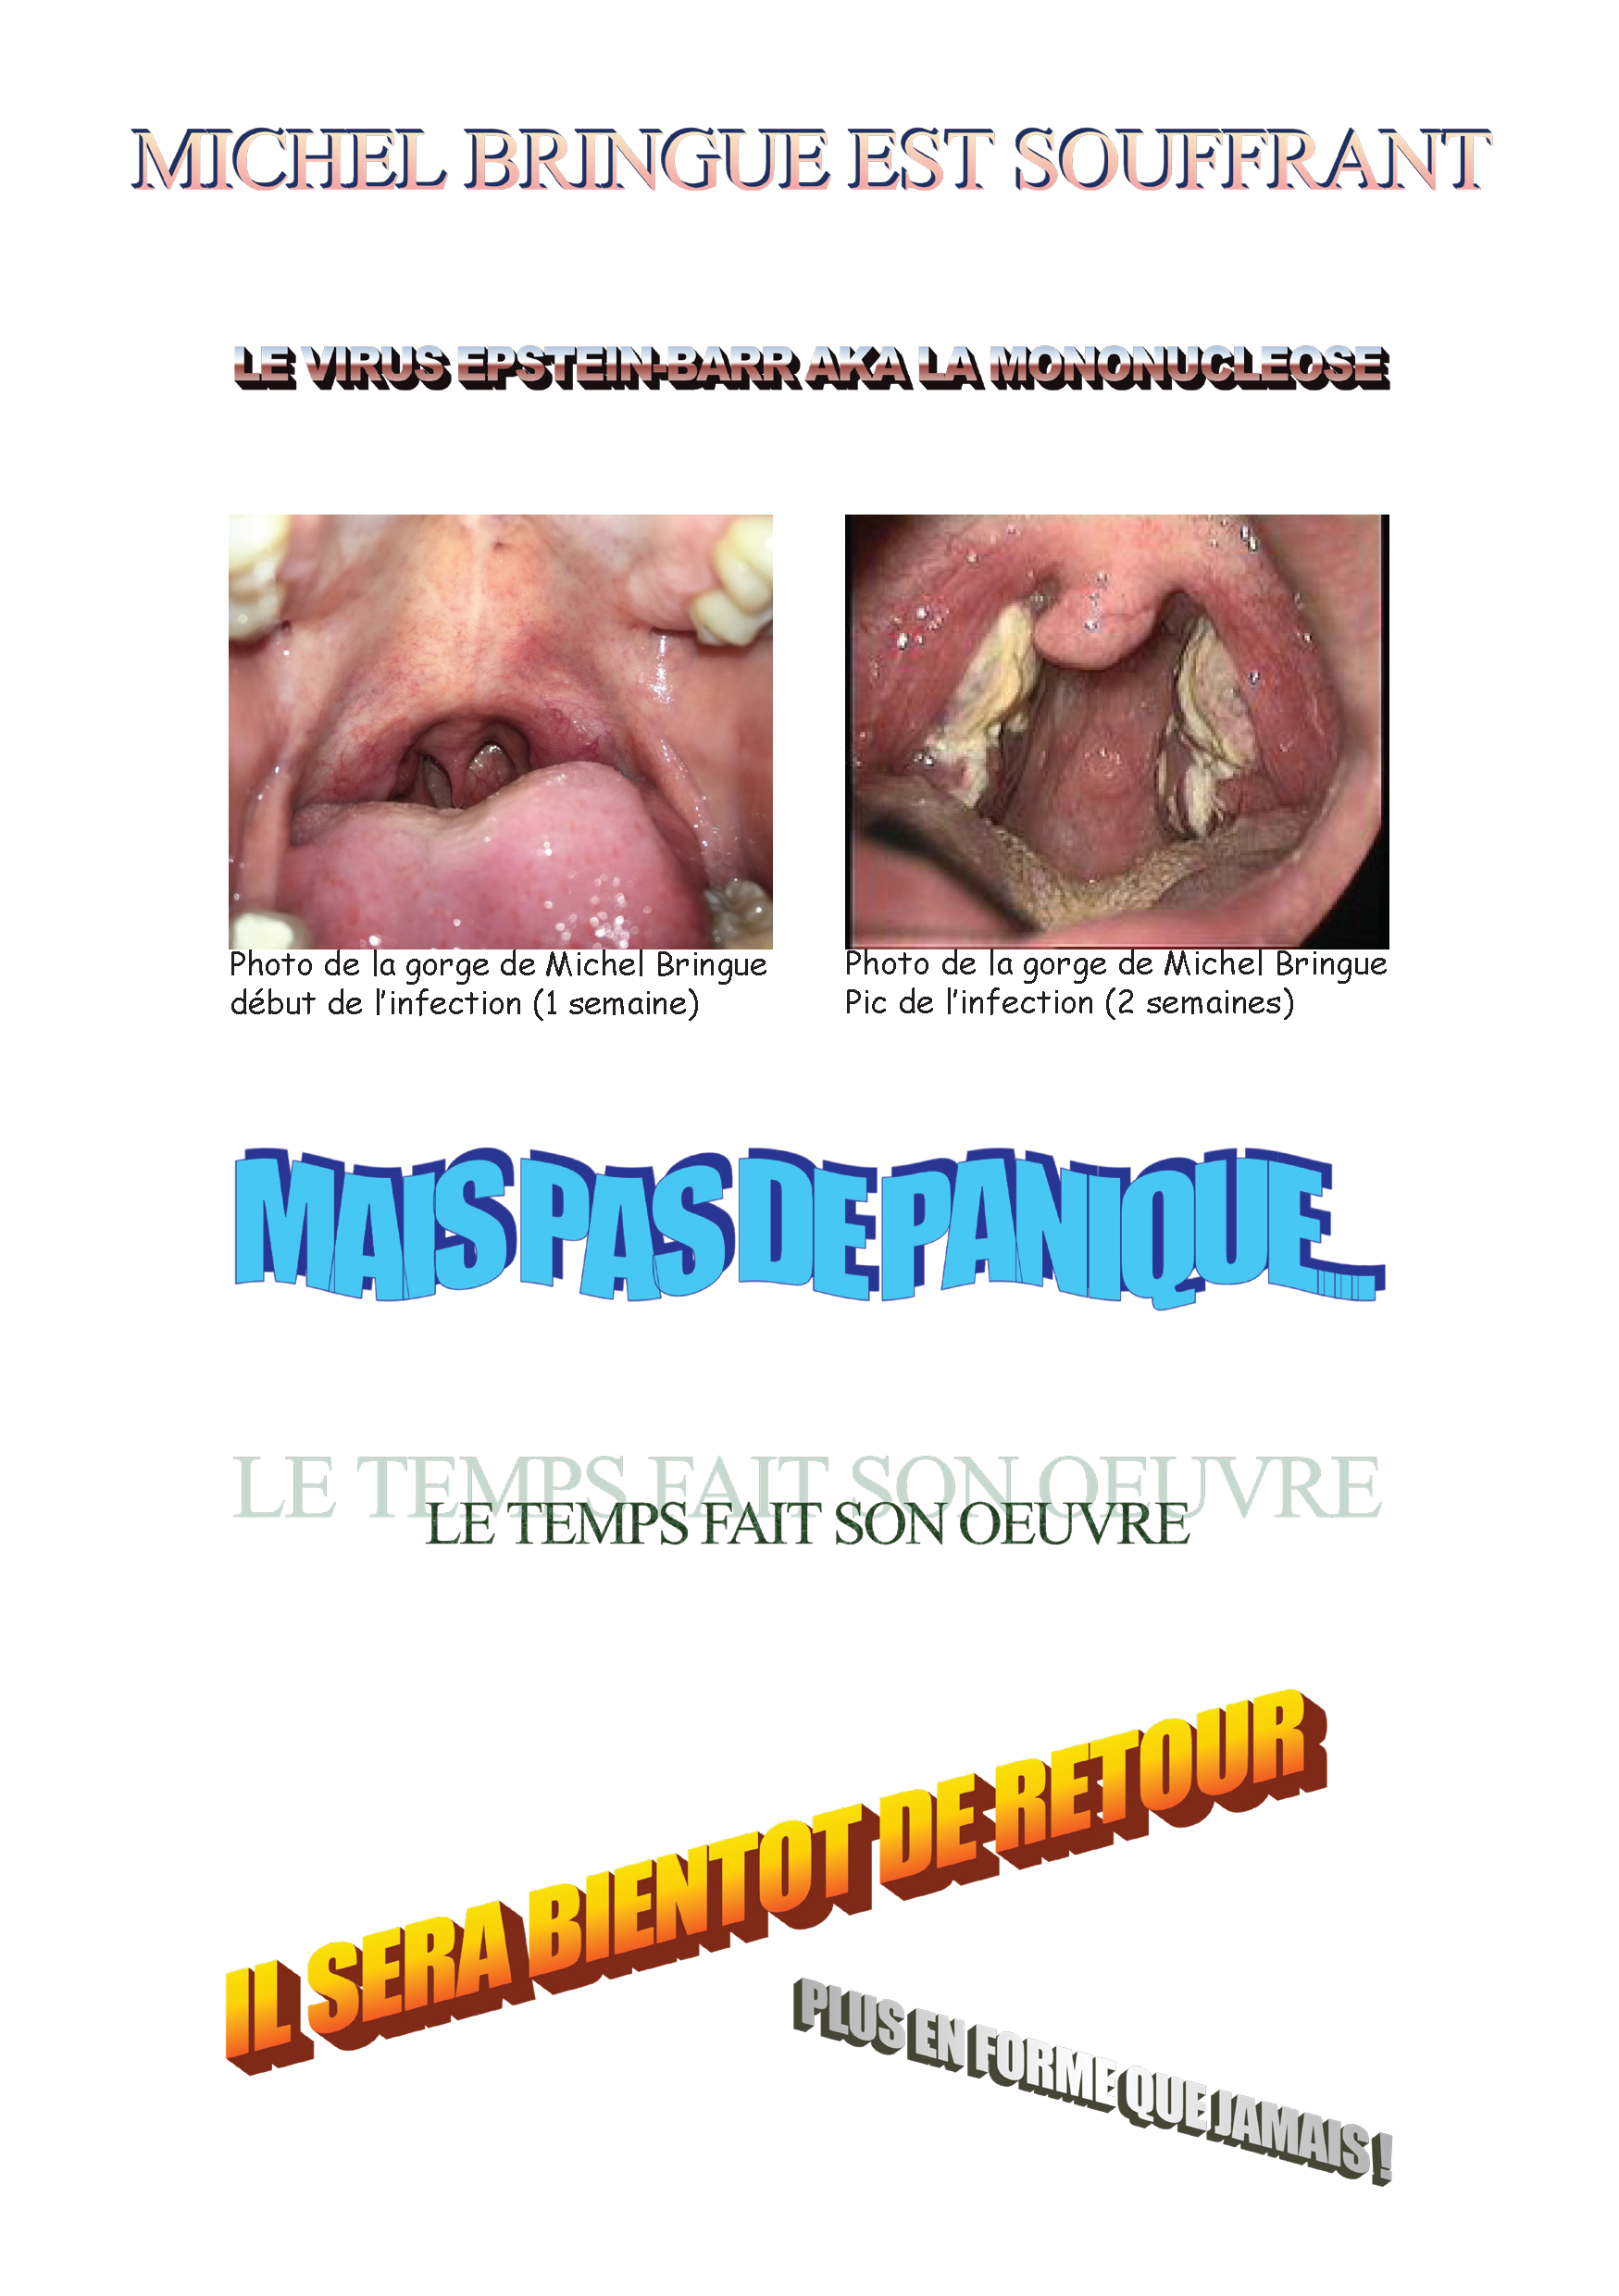 MICHEL BRINGUE EST SOUFFRANT
LE VIRUS EPSTEIN-BARR AKA LA MONONUCLEOSE
Photo de la gorge de Michel Bringue
début de l'infection (1 semaine)
Photo de la gorge de Michel Bringue
Pic de l'infection (2 semaines)
MAIS PAS DE PANIQUE...
LE TEMPS FAIT SON OEUVRE
LE TEMPS FAIT SON OEUVRE
IL SERA BIENTOT DE RETOUR
PLUS EN FORME QUE JAMAIS !